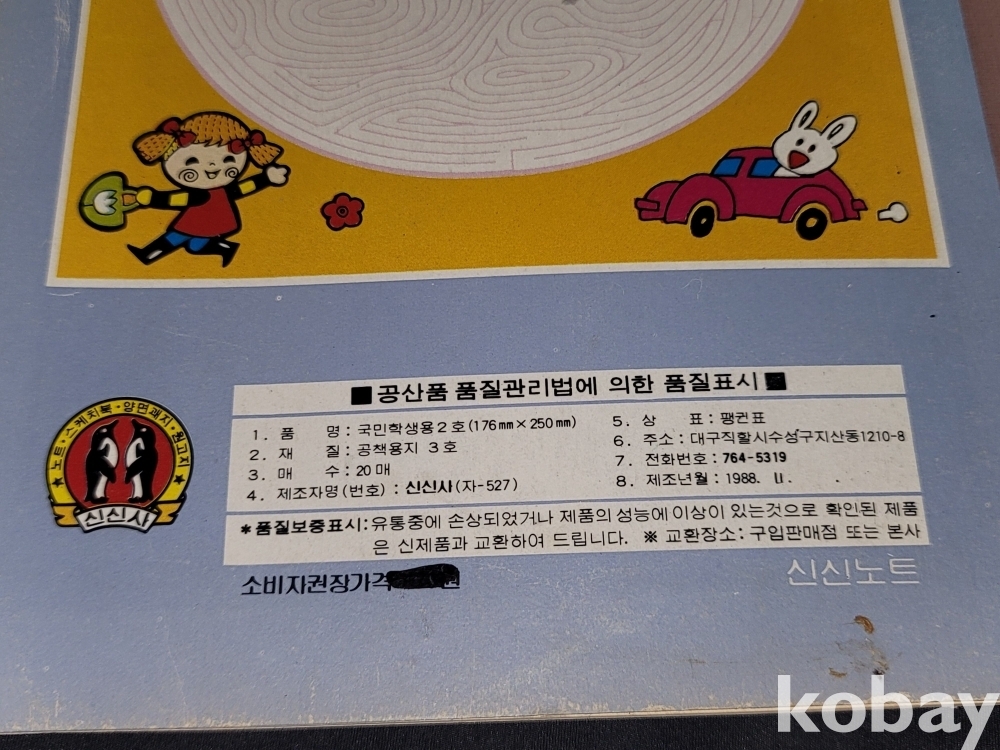 ■ 공산품 품질관리법에 의한 품질표시 ■
1. 품 명 : 국민학생용 2 호 (176㎜×250㎜)
2. 재 질 : 공책용지 3 호
3. 매 수 : 20 매
4. 제조자명 (번호) : 신신사 (자-527)
5. 상 표 : 팽귄표
6. 주소 : 대구직할시수성구지산동1210-8
7. 전화번호 : 764-5319
8. 제조년월 : 1988. 11. .
*품질보증표시: 유통중에 손상되었거나 제품의 성능에 이상이 있는것으로 확인된 제품
은 신제품과 교환하여 드립니다. ※ 교환장소: 구입판매점 또는 본사
노트·스케치북·양면괘지·원고지
신신사
소비자권장가격 원
신신노트
kobay